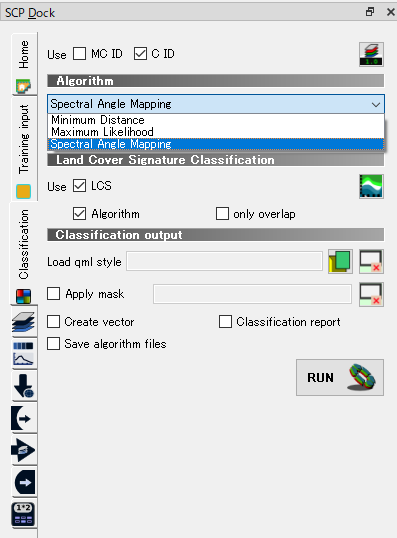 SCP Dock
Home
Training input
Classification
Use MC ID C ID
Algorithm
Spectral Angle Mapping
Minimum Distance
Maximum Likelihood
Spectral Angle Mapping
Land Cover Signature Classification
Use LCS
Algorithm only overlap
Classification output
Load qml style
Apply mask
Create vector Classification report
Save algorithm files
RUN
1*2